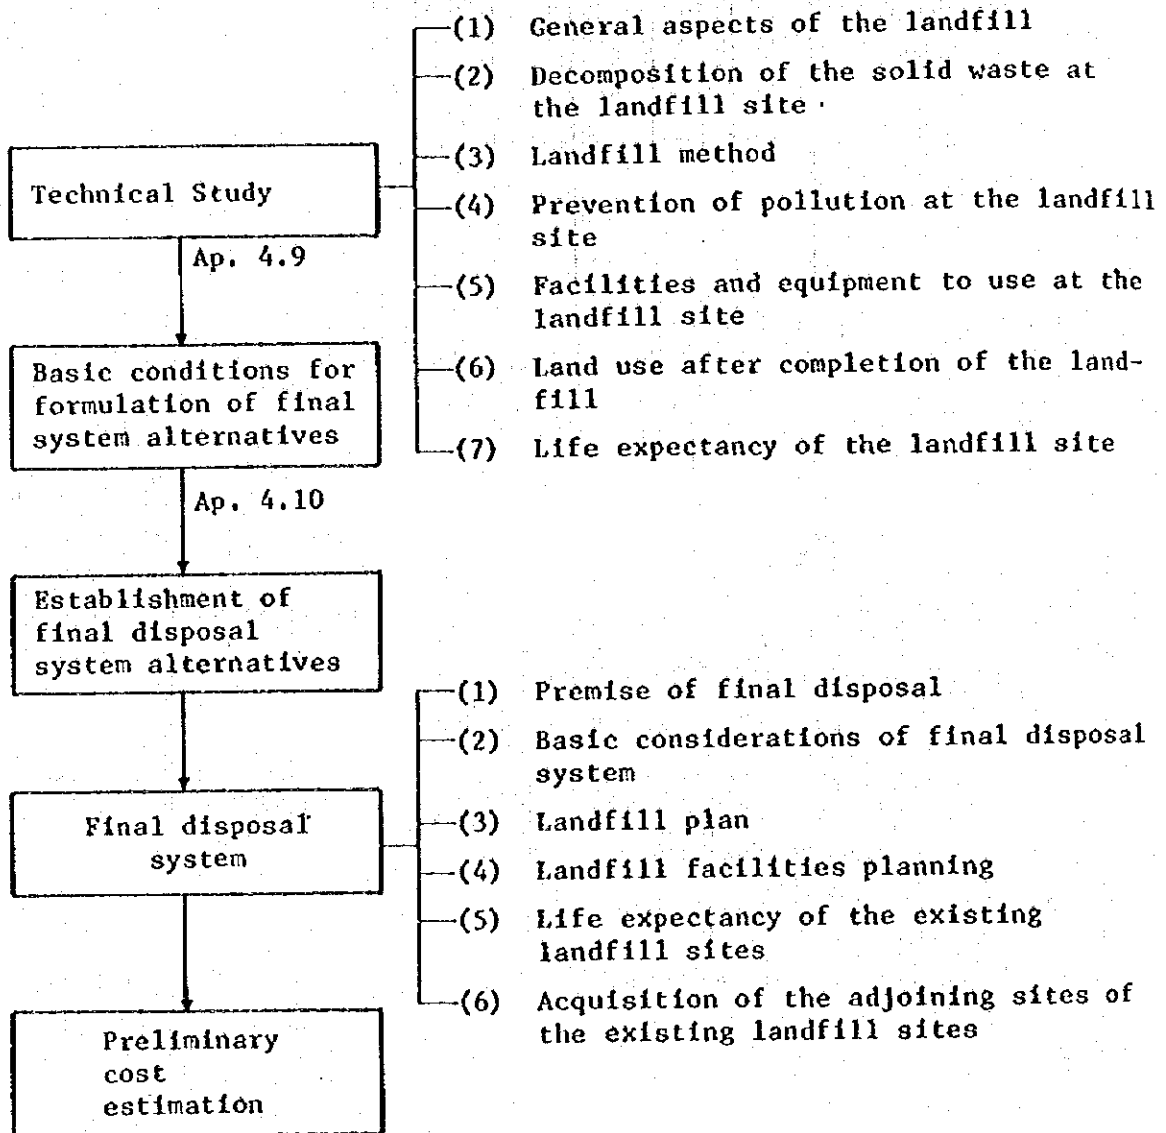 (1) General aspects of the landfill
(2) Decomposition of the solid waste at
the landfill site
Technical Study
(3) Landfill method
(4) Prevention of pollution at the landfill
site
Ap. 4.9
(5) Facilities and equipment to use at the
landfill site
Basic conditions for
formulation of final
system alternatives
(6) Land use after completion of the land-
fill
(7) Life expectancy of the landfill site
Ap. 4.10
Establishment of
final disposal
system alternatives
(1) Premise of final disposal
(2) Basic considerations of final disposal
system
Final disposal
system
(3) Landfill plan
(4) Landfill facilities planning
(5) Life expectancy of the existing
landfill sites
(6) Acquisition of the adjoining sites of
the existing landfill sites
Preliminary
cost
estimation